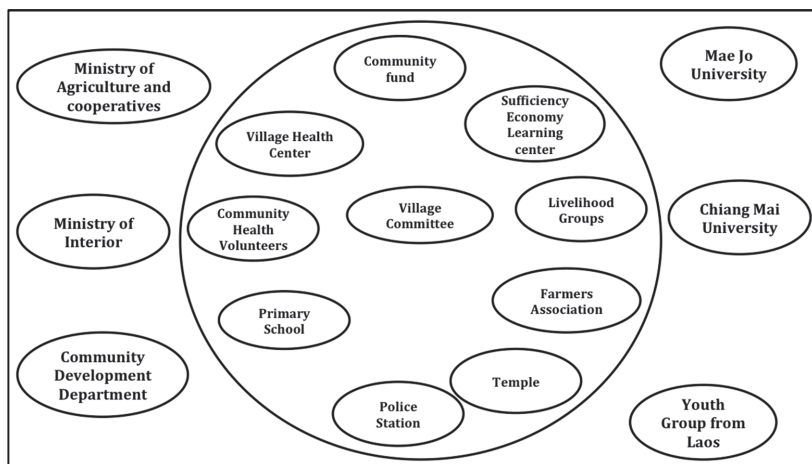 Ministry of
Agriculture and
cooperatives
Community
fund
Mae Jo
University
Sufficiency
Economy
Learning
center
Village Health
Center
Ministry of
Interior
Community
Health
Volunteers
Village
Committee
Livelihood
Groups
Chiang Mai
University
Farmers
Association
Primary
School
Community
Development
Department
Temple
Police
Station
Youth
Group from
Laos